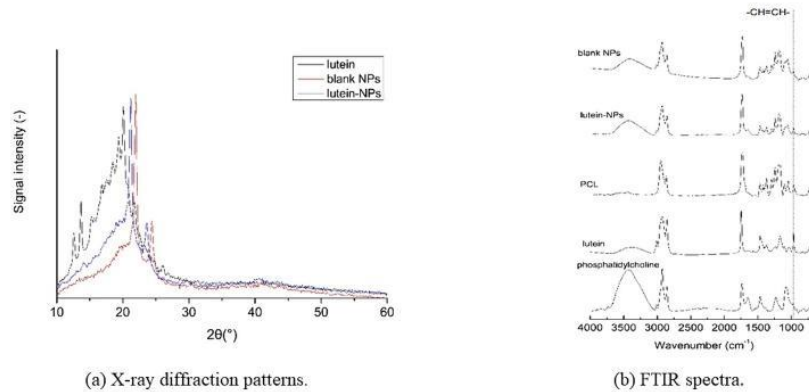 Signal intensity (-)
lutein
blank NPs
lutein-NPs
10 20 30 40 50 60
2θ(°)
(a) X-ray diffraction patterns.
-CH=CH-
blank NPs
lutein-NPs
PCL
lutein
phosphatidylcholine
4000 3500 3000 2500 2000 1500 1000
Wavenumber (cm⁻¹)
(b) FTIR spectra.